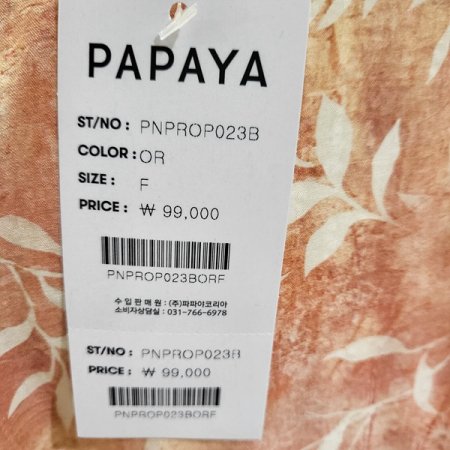 PAPAYA
ST/NO : PNPROP023B
COLOR : OR
SIZE : F
PRICE : ₩ 99,000
PNPROP023BORF
수 입 판 매 원 : (주)파파야코리아
소비자상담실 : 031-766-6978
ST/NO : PNPROP023B
PRICE : ₩ 99,000
PNPROP023BORF